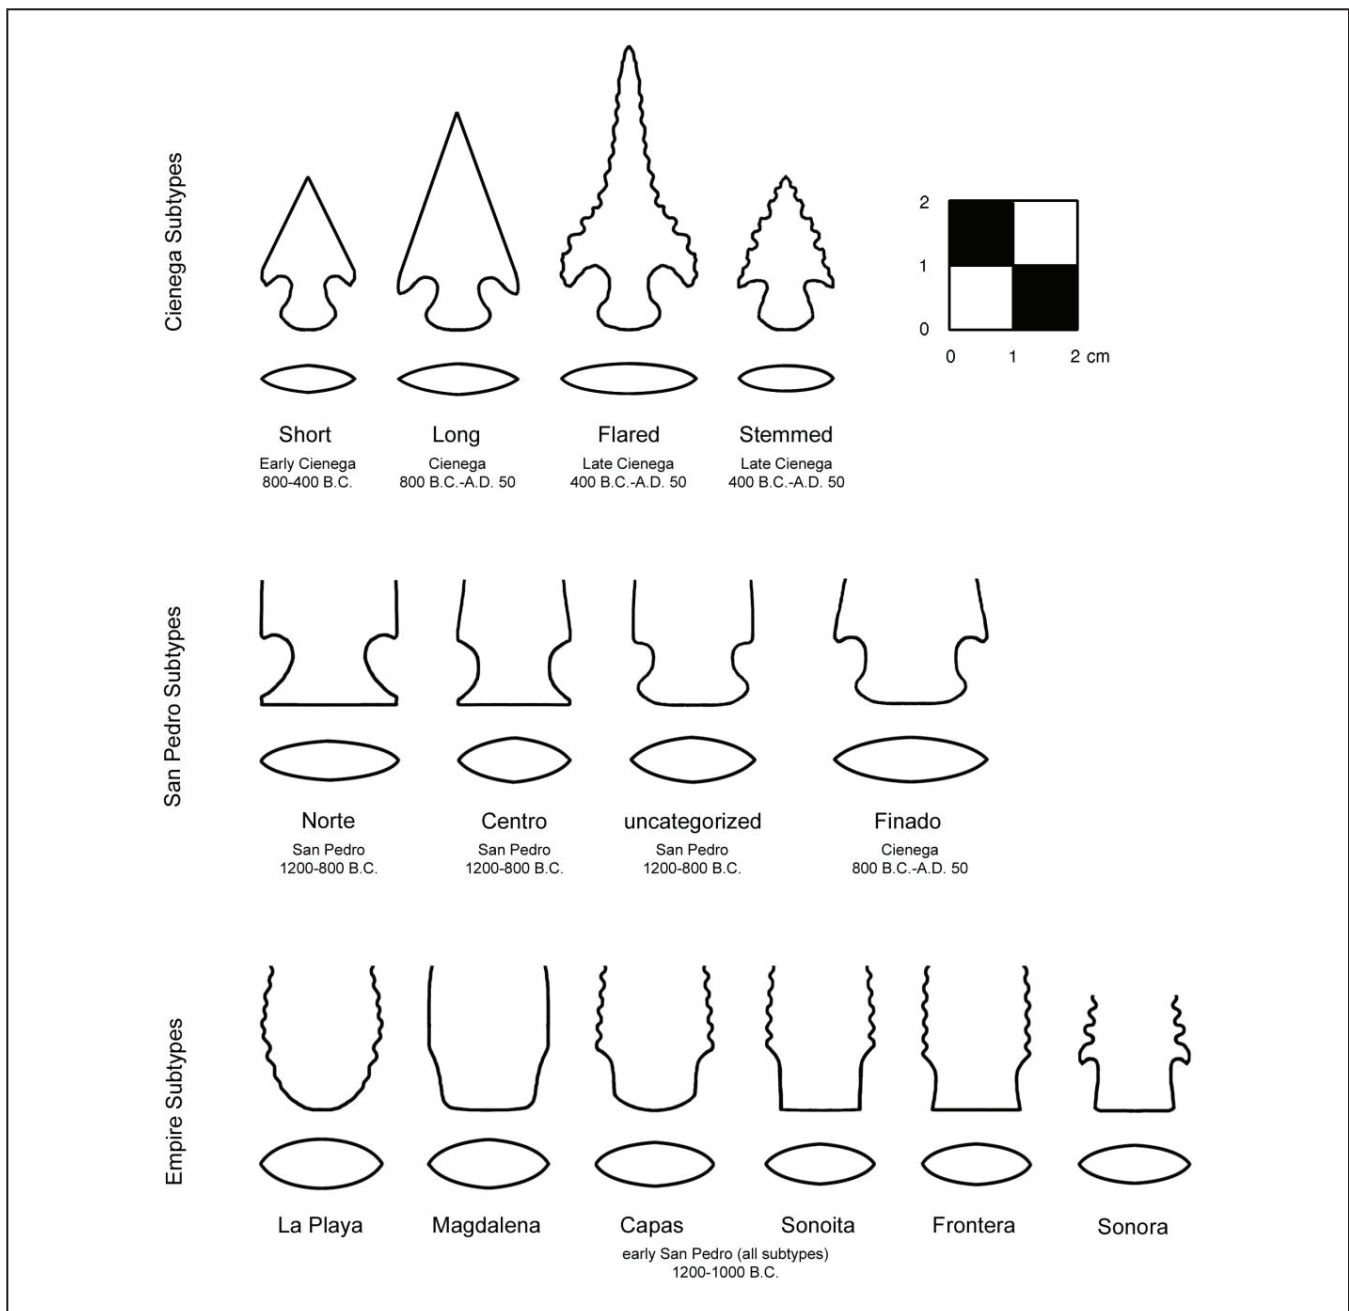 Cienega Subtypes
2
1
0
0 1 2 cm
Short
Early Cienega
800-400 B.C.
Long
Cienega
800 B.C.-A.D. 50
Flared
Late Cienega
400 B.C.-A.D. 50
Stemmed
Late Cienega
400 B.C.-A.D. 50
San Pedro Subtypes
Norte
San Pedro
1200-800 B.C.
Centro
San Pedro
1200-800 B.C.
uncategorized
San Pedro
1200-800 B.C.
Finado
Cienega
800 B.C.-A.D. 50
Empire Subtypes
La Playa
Magdalena
Capas
Sonoita
Frontera
Sonora
early San Pedro (all subtypes)
1200-1000 B.C.